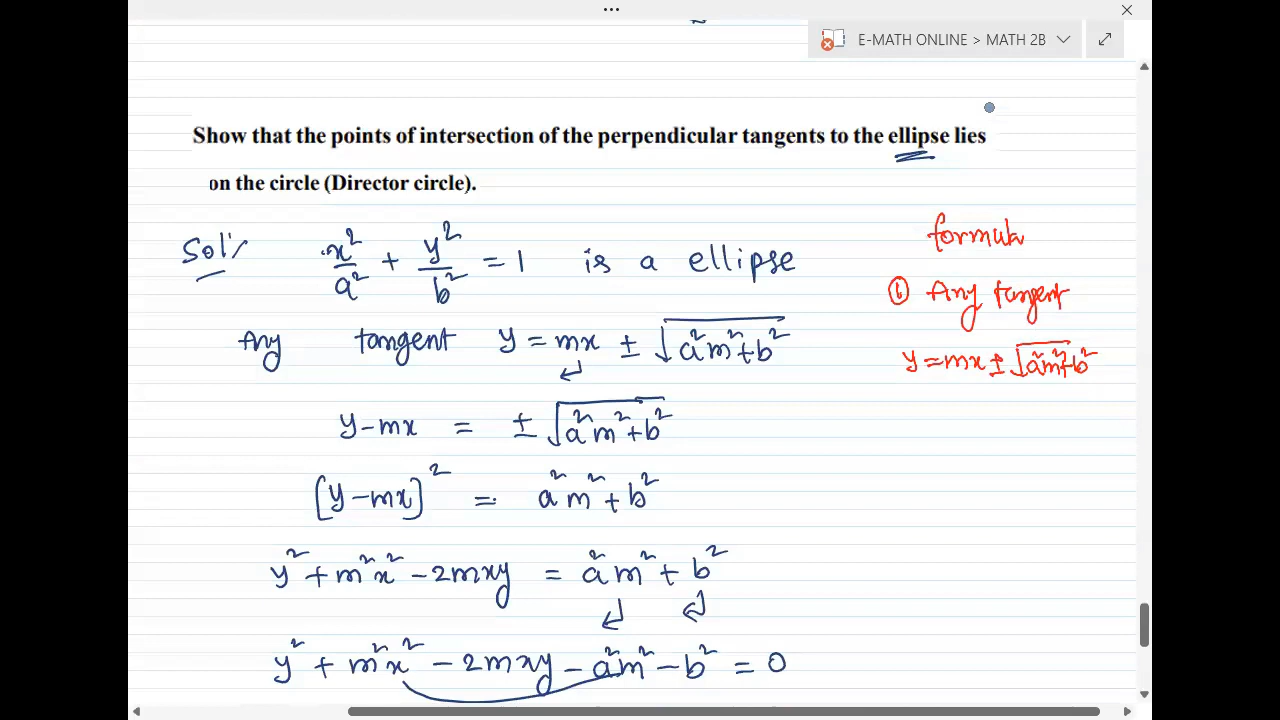 E-MATH ONLINE > MATH 2B
Show that the points of intersection of the perpendicular tangents to the ellipse lies
on the circle (Director circle).
Sol:
x²/a² + y²/b² = 1 is a ellipse
Any tangent y = mx ± √(a²m²+b²)
y-mx = ± √(a²m²+b²)
[y-mx]² = a²m²+b²
y²+m²x²-2mxy = a²m²+b²
y²+m²x²-2mxy-a²m²-b² = 0
formula
① Any tangent
y=mx±√(a²m²+b²)